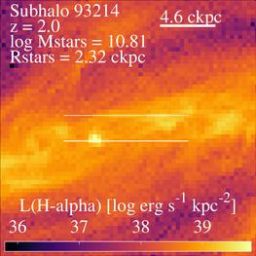 Subhalo 93214
z = 2.0
log Mstars = 10.81
Rstars = 2.32 ckpc
4.6 ckpc
L(H-alpha) [log erg s⁻¹ kpc⁻²]
36 37 38 39